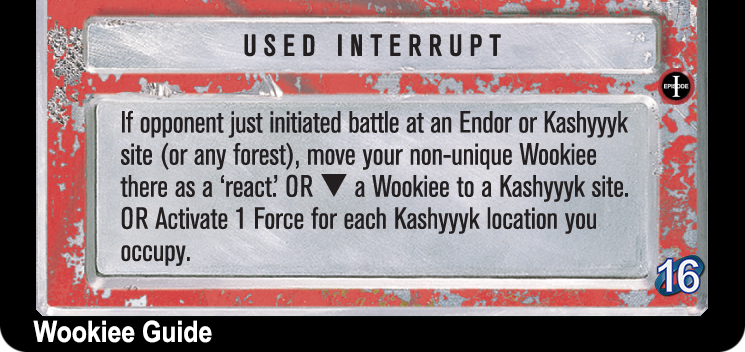 USED INTERRUPT
EPISODE
I
If opponent just initiated battle at an Endor or Kashyyyk
site (or any forest), move your non-unique Wookiee
there as a ‘react.’ OR ▼ a Wookiee to a Kashyyyk site.
OR Activate 1 Force for each Kashyyyk location you
occupy.
16
Wookiee Guide